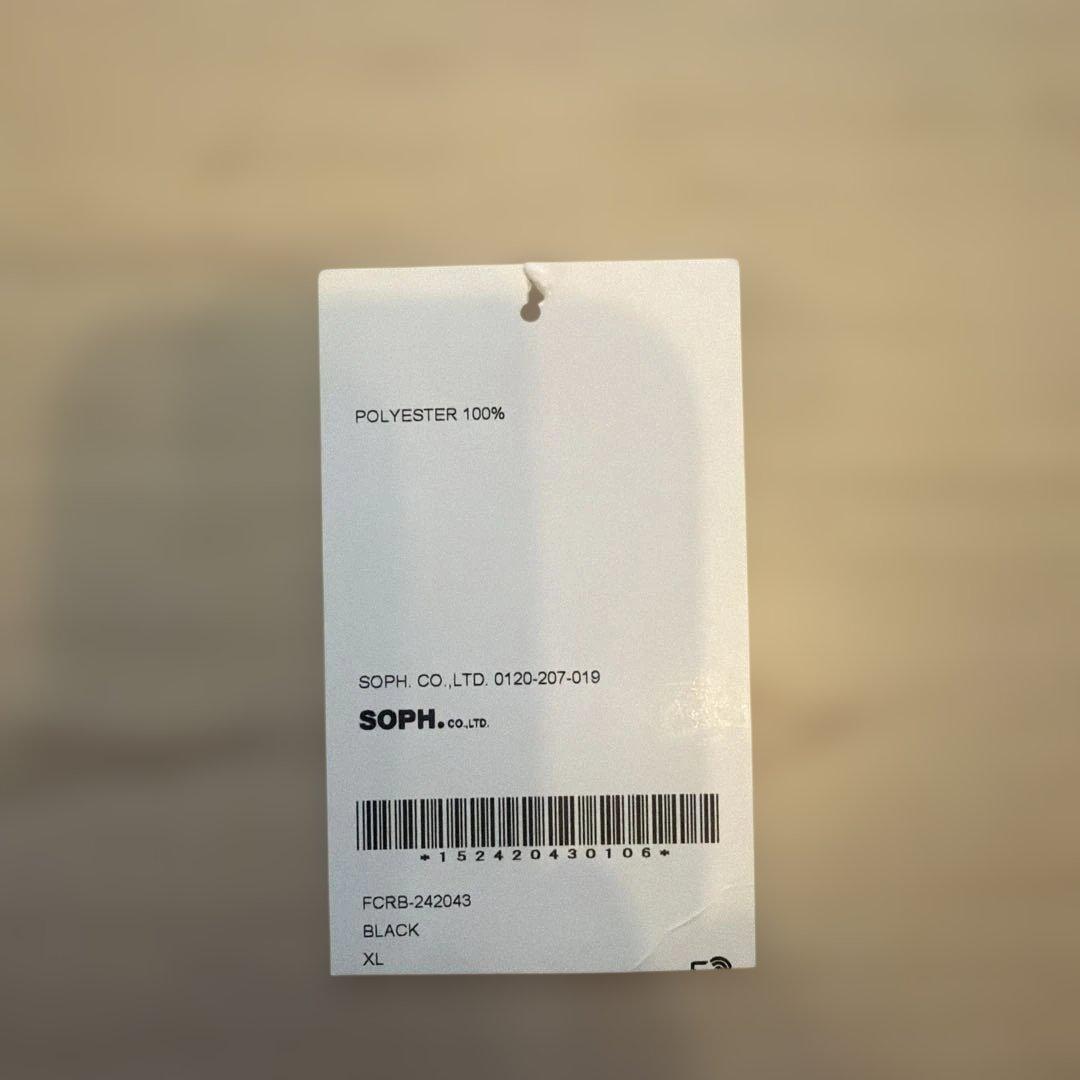 POLYESTER 100%
SOPH. CO.,LTD. 0120-207-019
SOPH. CO.,LTD.
*152420430106*
FCRB-242043
BLACK
XL